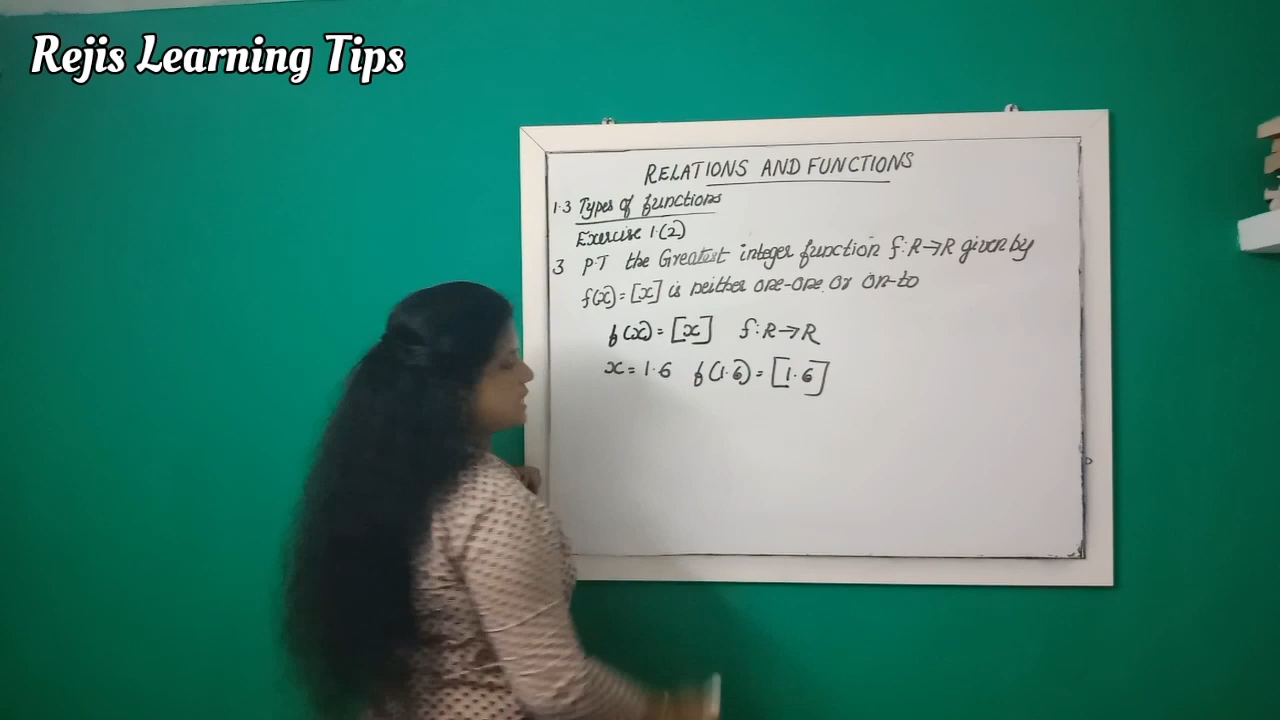 Rejis Learning Tips
RELATIONS AND FUNCTIONS
1.3 Types of functions
Exercise 1.(2)
3 P.T the Greatest integer function f:R→R given by
f(x)=[x] is neither one-one or on-to
f(x)=[x] f:R→R
x=1.6 f(1.6)=[1.6]